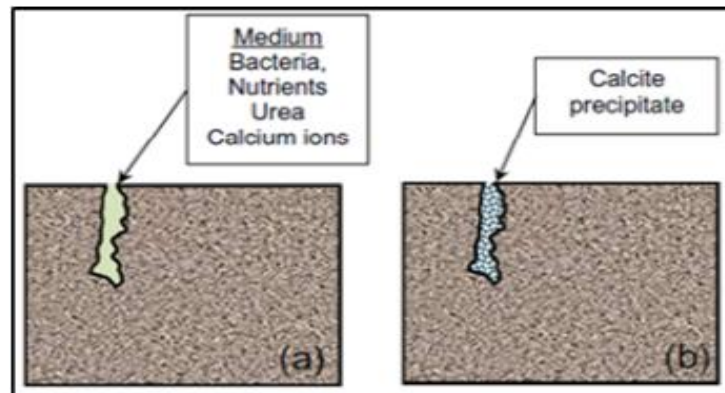 Medium
Bacteria,
Nutrients
Urea
Calcium ions
Calcite
precipitate
(a)
(b)